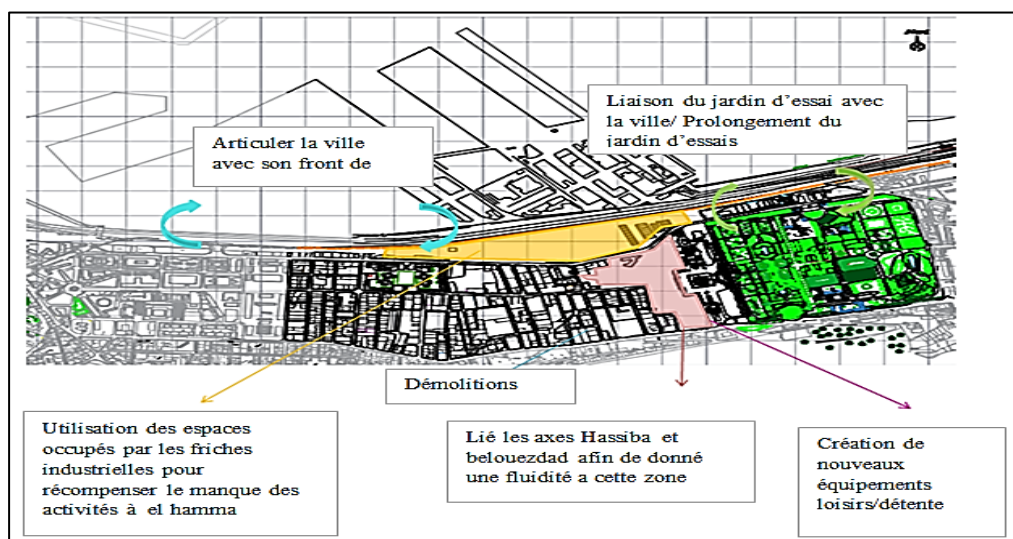 Articuler la ville
avec son front de
Liaison du jardin d'essai avec
la ville/ Prolongement du
jardin d'essais
Démolitions
Utilisation des espaces
occupés par les friches
industrielles pour
récompenser le manque des
activités à el hamma
Lié les axes Hassiba et
belouezdad afin de donné
une fluidité a cette zone
Création de
nouveaux
équipements
loisirs/détente